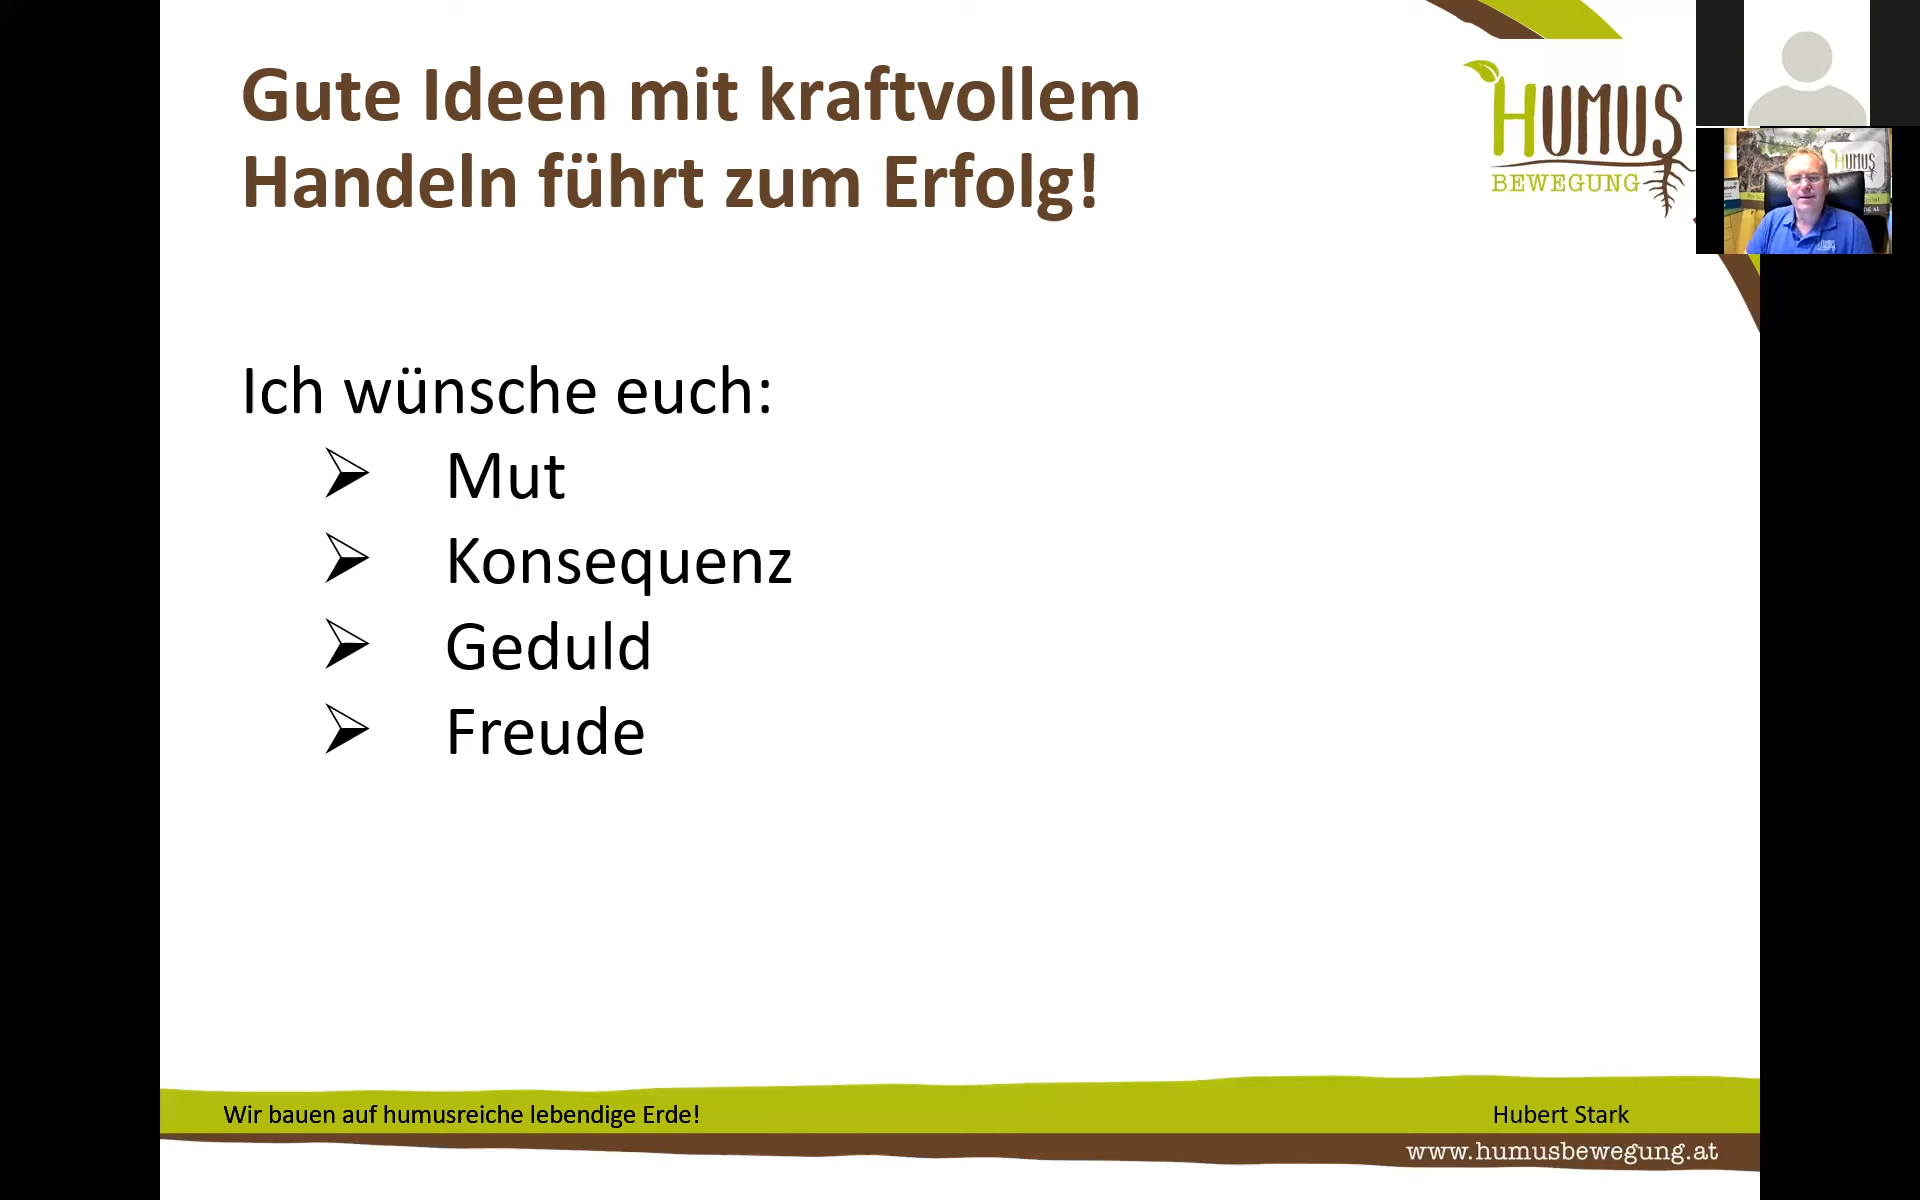 Gute Ideen mit kraftvollem
Handeln führt zum Erfolg!
HUMUS
BEWEGUNG
HUMUS
Ich wünsche euch:
➢ Mut
➢ Konsequenz
➢ Geduld
➢ Freude
Wir bauen auf humusreiche lebendige Erde!
Hubert Stark
www.humusbewegung.at